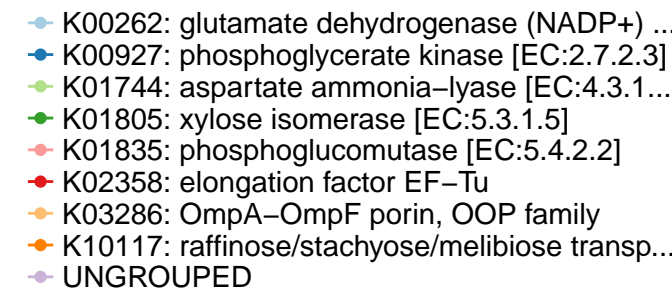 K00262: glutamate dehydrogenase (NADP+) ...
K00927: phosphoglycerate kinase [EC:2.7.2.3]
K01744: aspartate ammonia−lyase [EC:4.3.1....
K01805: xylose isomerase [EC:5.3.1.5]
K01835: phosphoglucomutase [EC:5.4.2.2]
K02358: elongation factor EF−Tu
K03286: OmpA−OmpF porin, OOP family
K10117: raffinose/stachyose/melibiose transp...
UNGROUPED